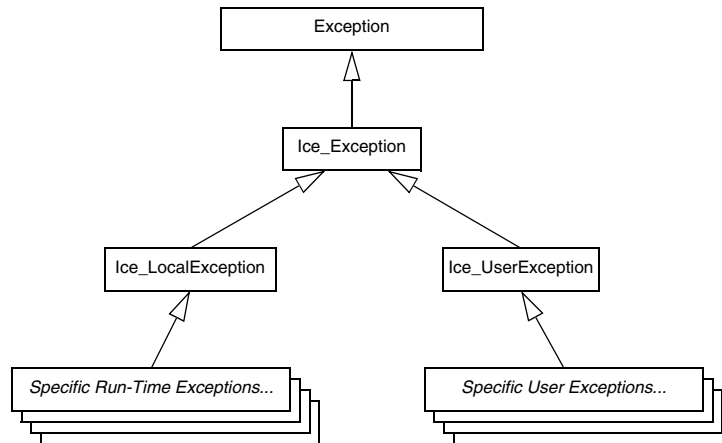 Exception
Ice_Exception
Ice_LocalException
Ice_UserException
Specific Run-Time Exceptions...
Specific User Exceptions...